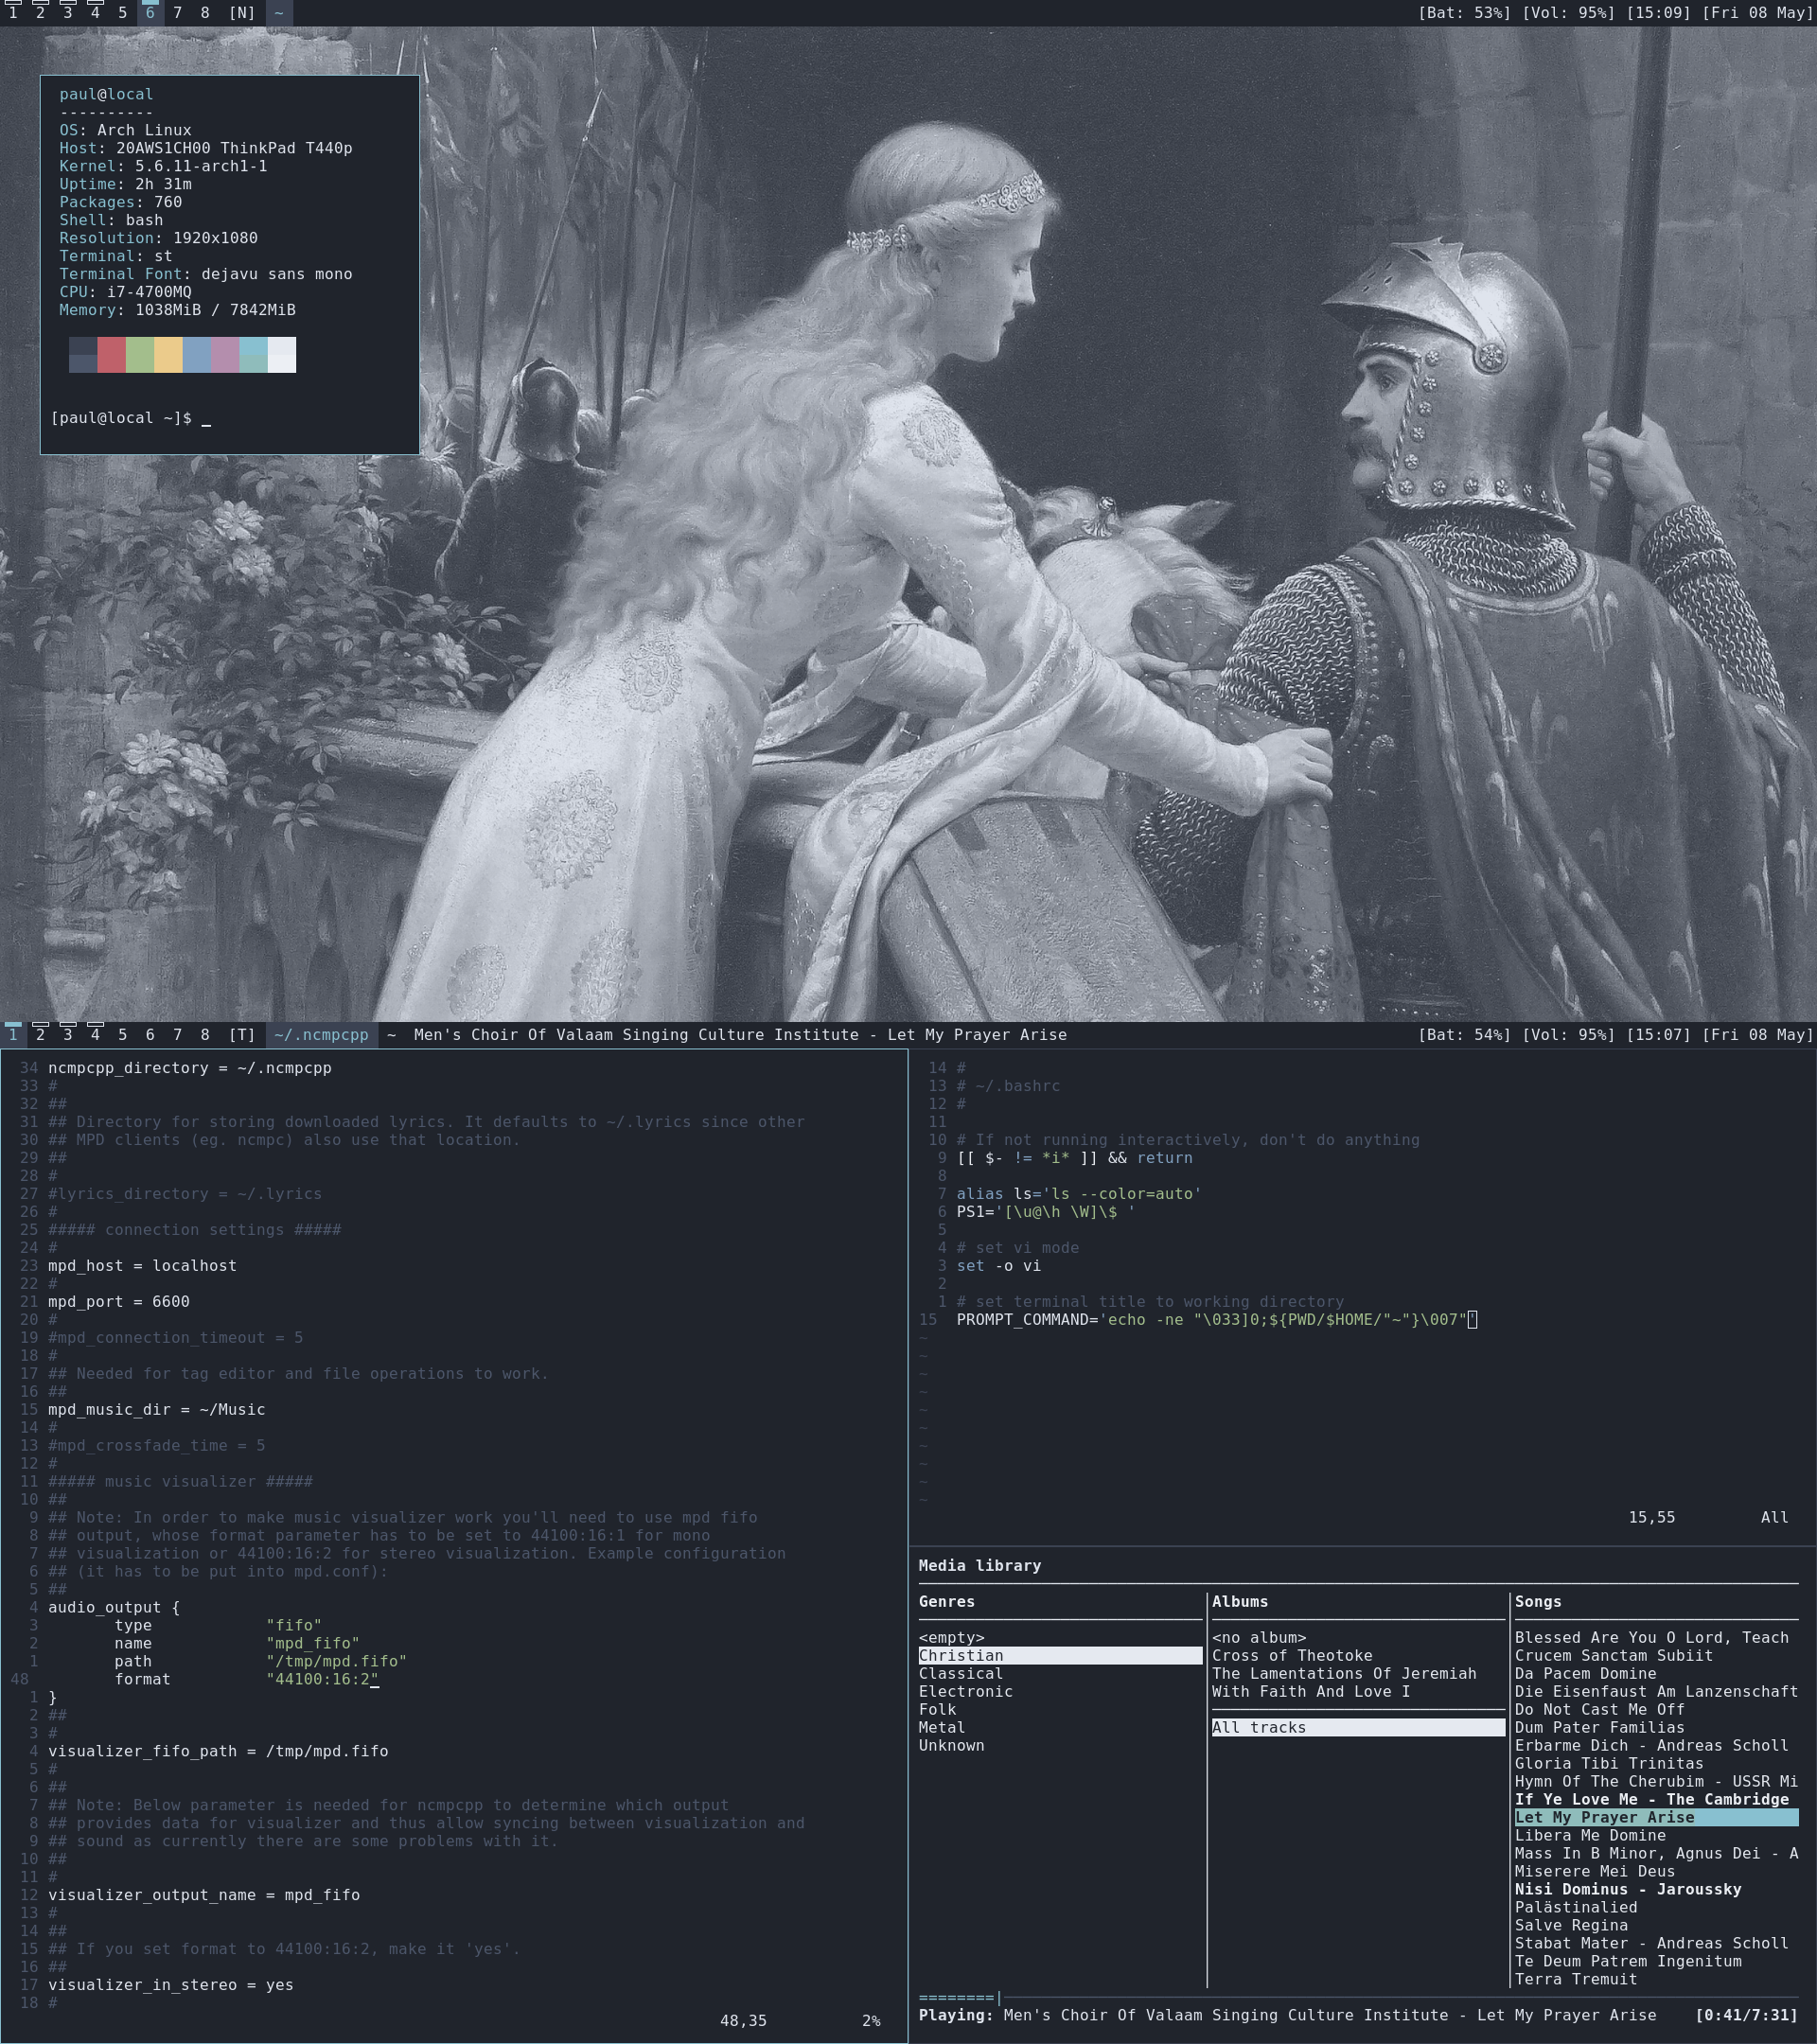 1 2 3 4 5 6 7 8 [N] ~ [Bat: 53%] [Vol: 95%] [15:09] [Fri 08 May]
paul@local
----------
OS: Arch Linux
Host: 20AWS1CH00 ThinkPad T440p
Kernel: 5.6.11-arch1-1
Uptime: 2h 31m
Packages: 760
Shell: bash
Resolution: 1920x1080
Terminal: st
Terminal Font: dejavu sans mono
CPU: i7-4700MQ
Memory: 1038MiB / 7842MiB
[paul@local ~]$ _
1 2 3 4 5 6 7 8 [T] ~/.ncmpcpp ~ Men's Choir Of Valaam Singing Culture Institute - Let My Prayer Arise [Bat: 54%] [Vol: 95%] [15:07] [Fri 08 May]
34 ncmpcpp_directory = ~/.ncmpcpp
33 #
32 ##
31 ## Directory for storing downloaded lyrics. It defaults to ~/.lyrics since other
30 ## MPD clients (eg. ncmpc) also use that location.
29 ##
28 #
27 #lyrics_directory = ~/.lyrics
26 #
25 ##### connection settings #####
24 #
23 mpd_host = localhost
22 #
21 mpd_port = 6600
20 #
19 #mpd_connection_timeout = 5
18 #
17 ## Needed for tag editor and file operations to work.
16 ##
15 mpd_music_dir = ~/Music
14 #
13 #mpd_crossfade_time = 5
12 #
11 ##### music visualizer #####
10 ##
9 ## Note: In order to make music visualizer work you'll need to use mpd fifo
8 ## output, whose format parameter has to be set to 44100:16:1 for mono
7 ## visualization or 44100:16:2 for stereo visualization. Example configuration
6 ## (it has to be put into mpd.conf):
5 ##
4 audio_output {
3 type "fifo"
2 name "mpd_fifo"
1 path "/tmp/mpd.fifo"
48 format "44100:16:2"
1 }
2 ##
3 #
4 visualizer_fifo_path = /tmp/mpd.fifo
5 #
6 ##
7 ## Note: Below parameter is needed for ncmpcpp to determine which output
8 ## provides data for visualizer and thus allow syncing between visualization and
9 ## sound as currently there are some problems with it.
10 ##
11 #
12 visualizer_output_name = mpd_fifo
13 #
14 ##
15 ## If you set format to 44100:16:2, make it 'yes'.
16 ##
17 visualizer_in_stereo = yes
18 #
48,35 2%
14 #
13 # ~/.bashrc
12 #
11
10 # If not running interactively, don't do anything
9 [[ $- != *i* ]] && return
8
7 alias ls='ls --color=auto'
6 PS1='[\u@\h \W]\$ '
5
4 # set vi mode
3 set -o vi
2
1 # set terminal title to working directory
15 PROMPT_COMMAND='echo -ne "\033]0;${PWD/$HOME/"~"}\007"'
~
~
~
~
~
~
~
~
~
~
15,55 All
Media library
Genres
<empty>
Christian
Classical
Electronic
Folk
Metal
Unknown
Albums
<no album>
Cross of Theotoke
The Lamentations Of Jeremiah
With Faith And Love I
All tracks
Songs
Blessed Are You O Lord, Teach
Crucem Sanctam Subiit
Da Pacem Domine
Die Eisenfaust Am Lanzenschaft
Do Not Cast Me Off
Dum Pater Familias
Erbarme Dich - Andreas Scholl
Gloria Tibi Trinitas
Hymn Of The Cherubim - USSR Mi
If Ye Love Me - The Cambridge
Let My Prayer Arise
Libera Me Domine
Mass In B Minor, Agnus Dei - A
Miserere Mei Deus
Nisi Dominus - Jaroussky
Palästinalied
Salve Regina
Stabat Mater - Andreas Scholl
Te Deum Patrem Ingenitum
Terra Tremuit
========|
Playing: Men's Choir Of Valaam Singing Culture Institute - Let My Prayer Arise [0:41/7:31]